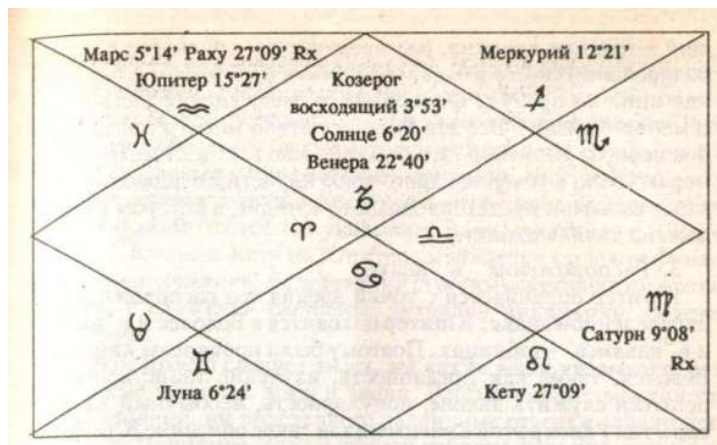 Марс 5°14' Раху 27°09' Rx
Юпитер 15°27'
♒
♓
Козерог
восходящий 3°53'
Солнце 6°20'
Венера 22°40'
♑
Меркурий 12°21'
♐
♏
♈
♎
♋
♉
♊
Луна 6°24'
♌
Кету 27°09'
♍
Сатурн 9°08'
Rx